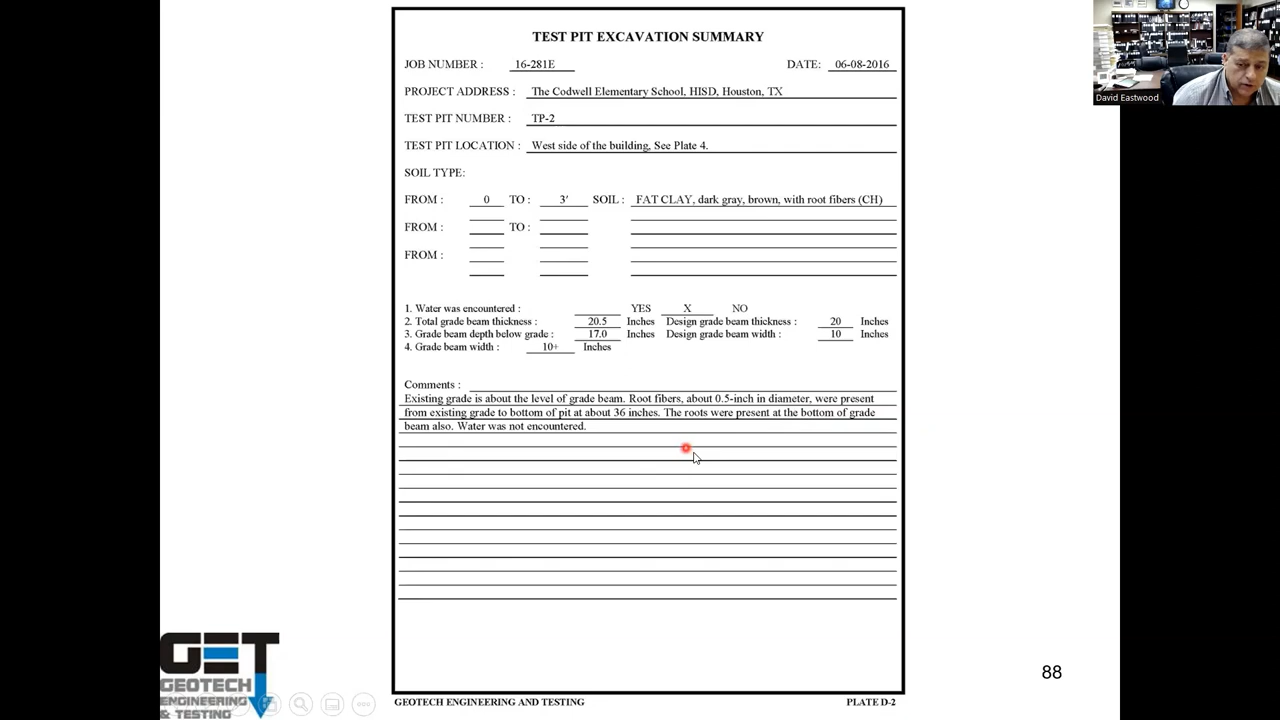 TEST PIT EXCAVATION SUMMARY
JOB NUMBER : 16-281E DATE: 06-08-2016
PROJECT ADDRESS : The Codwell Elementary School, HISD, Houston, TX
TEST PIT NUMBER : TP-2
TEST PIT LOCATION : West side of the building, See Plate 4.
SOIL TYPE:
FROM : 0 TO : 3' SOIL : FAT CLAY, dark gray, brown, with root fibers (CH)
FROM : TO :
FROM :
1. Water was encountered : YES X NO
2. Total grade beam thickness : 20.5 Inches Design grade beam thickness : 20 Inches
3. Grade beam depth below grade : 17.0 Inches Design grade beam width : 10 Inches
4. Grade beam width : 10+ Inches
Comments :
Existing grade is about the level of grade beam. Root fibers, about 0.5-inch in diameter, were present
from existing grade to bottom of pit at about 36 inches. The roots were present at the bottom of grade
beam also. Water was not encountered.
GEOTECH ENGINEERING AND TESTING PLATE D-2
David Eastwood
GET
GEOTECH
ENGINEERING
& TESTING
88